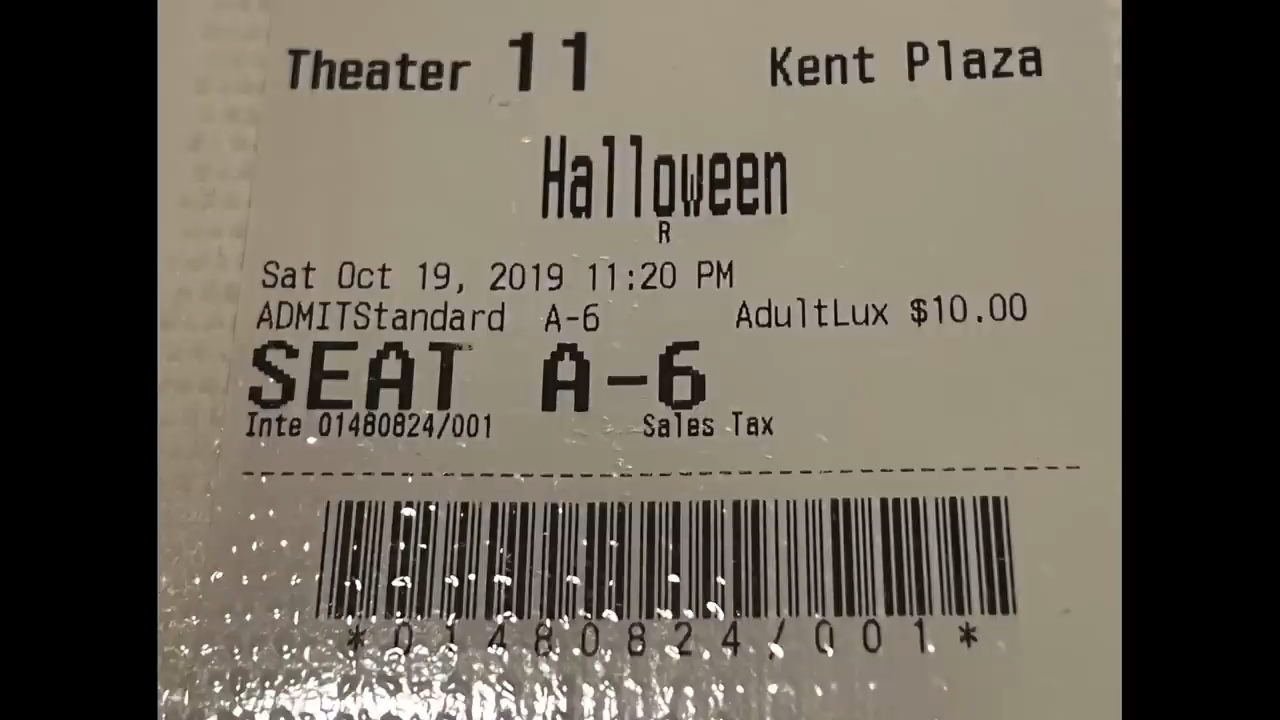 Theater 11 Kent Plaza
Halloween
R
Sat Oct 19, 2019 11:20 PM
ADMITStandard A-6 AdultLux $10.00
SEAT A-6
Inte 01480824/001 Sales Tax
*01480824/001*